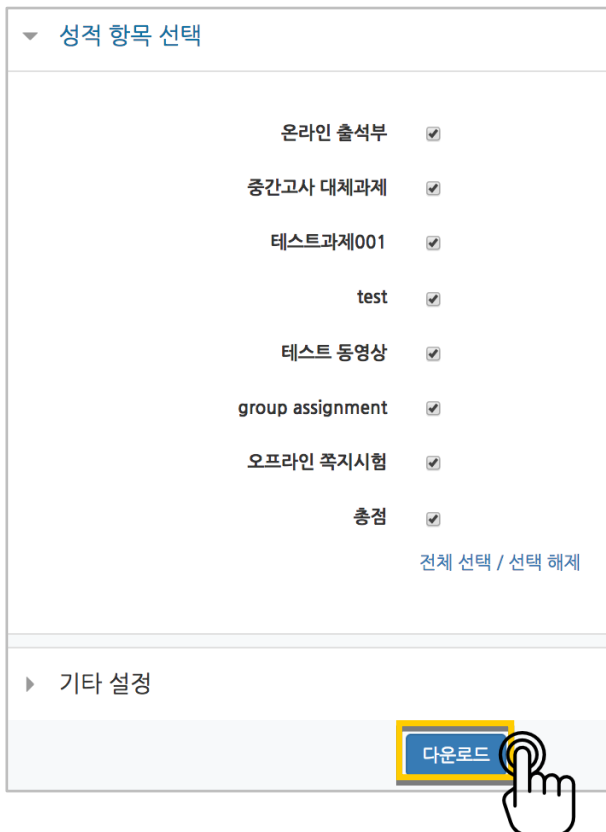 성적 항목 선택
온라인 출석부
중간고사 대체과제
테스트과제001
test
테스트 동영상
group assignment
오프라인 쪽지시험
총점
전체 선택 / 선택 해제
기타 설정
다운로드